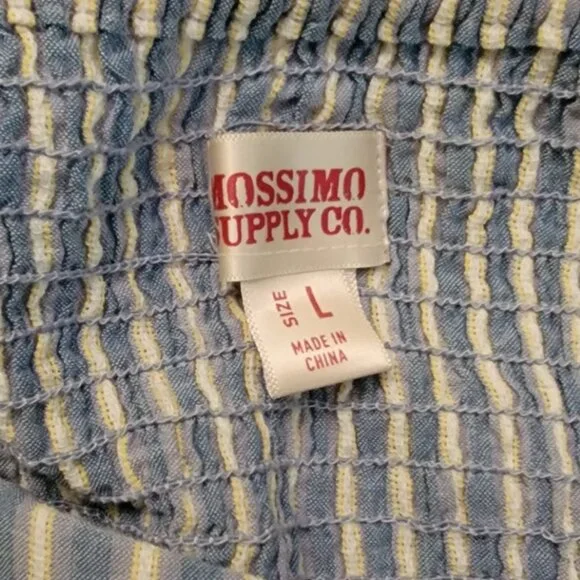 MOSSIMO
SUPPLY CO.
SIZE L
MADE IN
CHINA